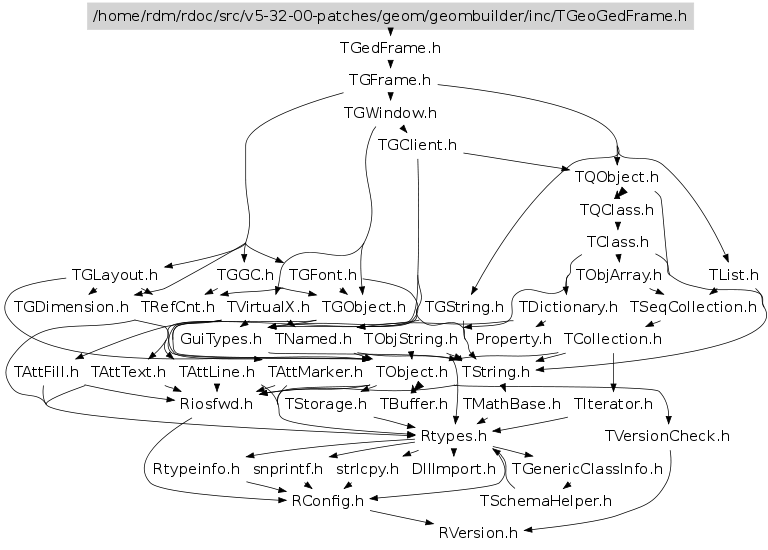 /home/rdm/rdoc/src/v5-32-00-patches/geom/geombuilder/inc/TGeoGedFrame.h
TGedFrame.h
TGFrame.h
TGWindow.h
TGClient.h
TQObject.h
TQClass.h
TClass.h
TGLayout.h TGGC.h TGFont.h TObjArray.h TList.h
TGDimension.h TRefCnt.h TVirtualX.h TGObject.h TGString.h TDictionary.h TSeqCollection.h
GuiTypes.h TNamed.h TObjString.h Property.h TCollection.h
TAttFill.h TAttText.h TAttLine.h TAttMarker.h TObject.h TString.h
Riosfwd.h TStorage.h TBuffer.h TMathBase.h TIterator.h
Rtypes.h TVersionCheck.h
Rtypeinfo.h snprintf.h strlcpy.h DllImport.h TGenericClassInfo.h
RConfig.h TSchemaHelper.h
RVersion.h